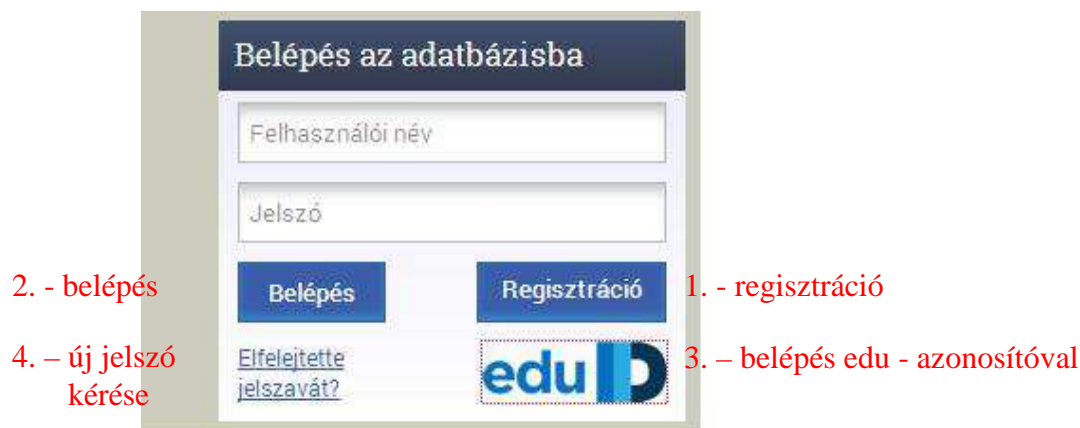 Belépés az adatbázisba
Felhasználói név
Jelszó
2. - belépés
Belépés
Regisztráció
1. - regisztráció
4. – új jelszó
kérése
Elfelejtette
jelszavát?
edu ID
3. – belépés edu - azonosítóval